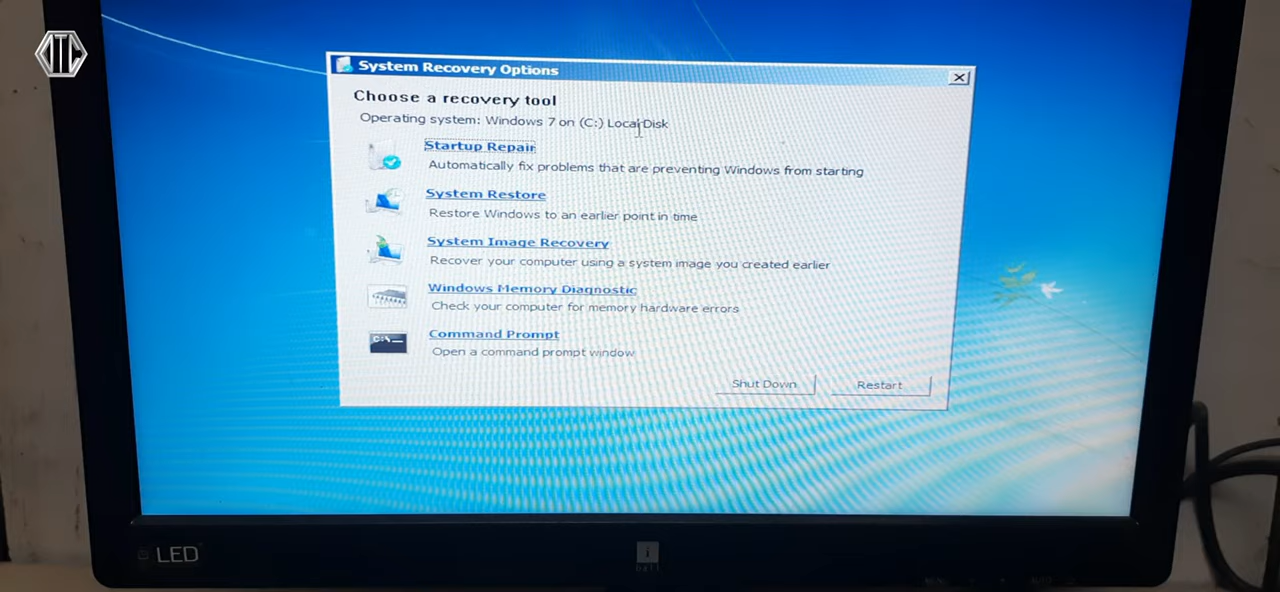 DTC
System Recovery Options
Choose a recovery tool
Operating system: Windows 7 on (C:) Local Disk
Startup Repair
Automatically fix problems that are preventing Windows from starting
System Restore
Restore Windows to an earlier point in time
System Image Recovery
Recover your computer using a system image you created earlier
Windows Memory Diagnostic
Check your computer for memory hardware errors
Command Prompt
Open a command prompt window
Shut Down
Restart
LED